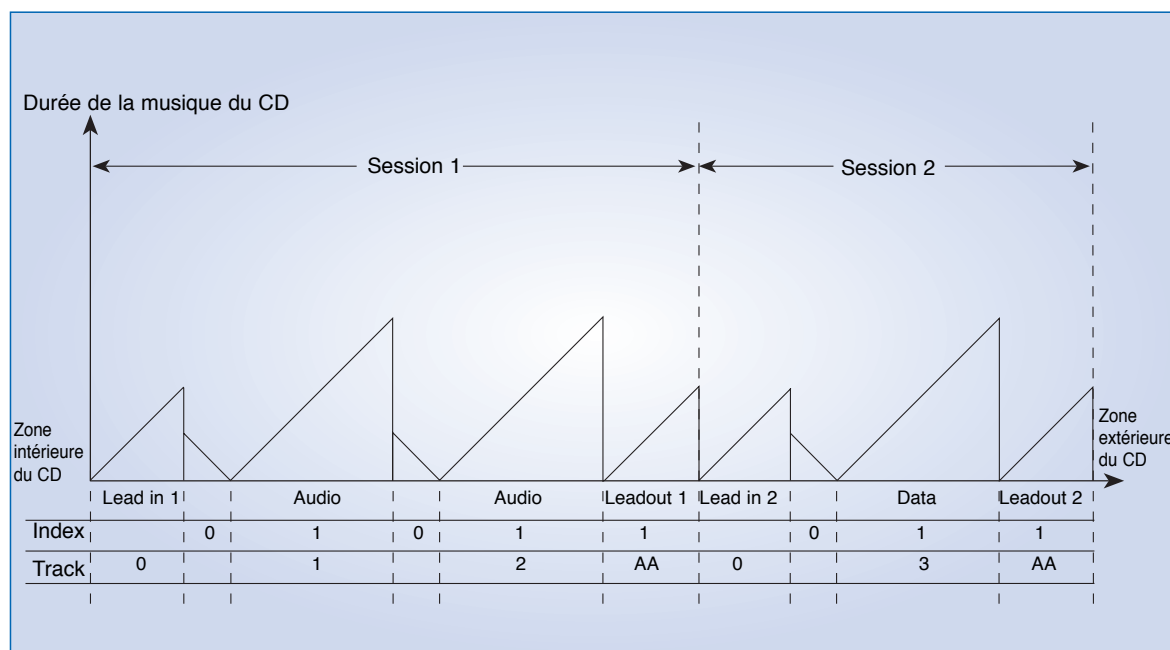 Durée de la musique du CD
Session 1
Session 2
Zone
intérieure
du CD
Zone
extérieure
du CD
Lead in 1 Audio Audio Leadout 1 Lead in 2 Data Leadout 2
Index 0 1 0 1 1 0 1 1
Track 0 1 2 AA 0 3 AA